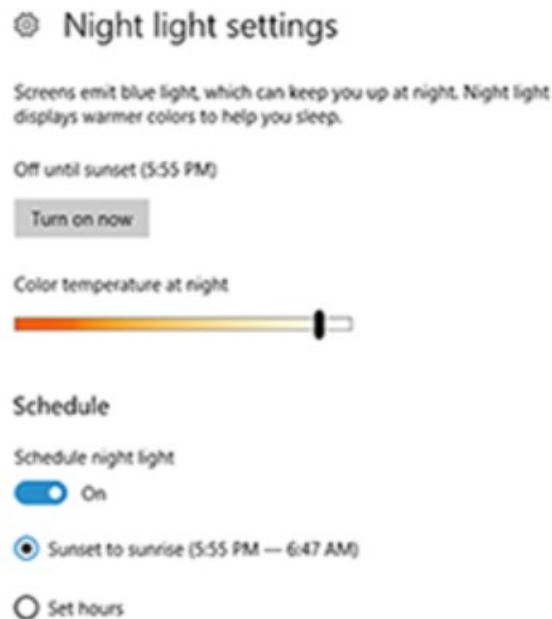 Night light settings
Screens emit blue light, which can keep you up at night. Night light
displays warmer colors to help you sleep.
Off until sunset (5:55 PM)
Turn on now
Color temperature at night
Schedule
Schedule night light
On
Sunset to sunrise (5:55 PM — 6:47 AM)
Set hours